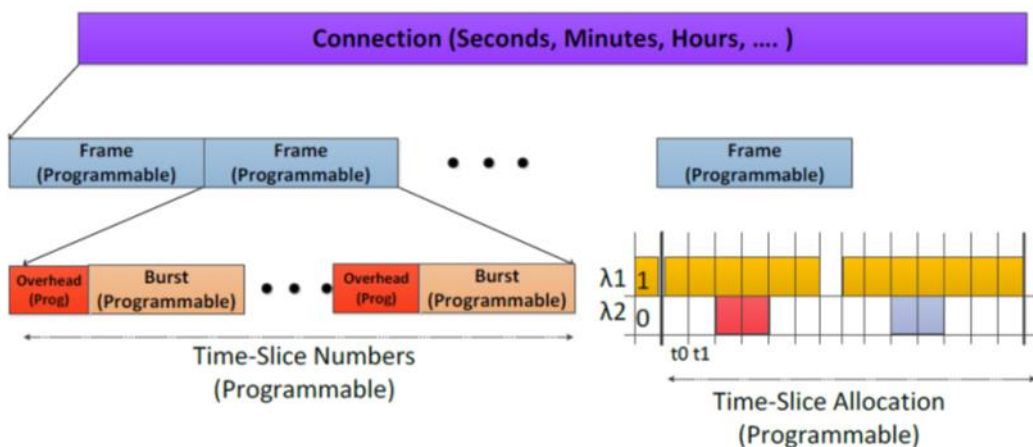 Connection (Seconds, Minutes, Hours, .... )
Frame
(Programmable)
Frame
(Programmable)
Frame
(Programmable)
Overhead
(Prog)
Burst
(Programmable)
Overhead
(Prog)
Burst
(Programmable)
λ1 1
λ2 0
t0 t1
Time-Slice Numbers
(Programmable)
Time-Slice Allocation
(Programmable)